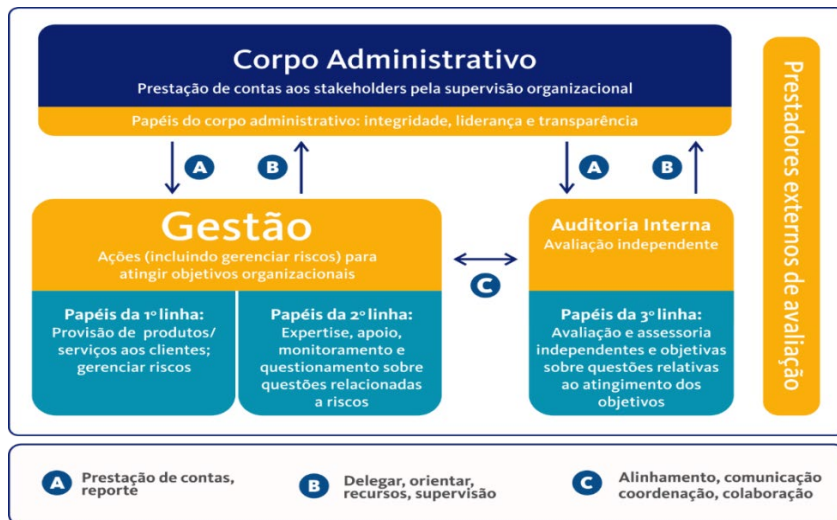 Corpo Administrativo
Prestação de contas aos stakeholders pela supervisão organizacional
Papéis do corpo administrativo: integridade, liderança e transparência
A
B
A
B
Gestão
Ações (incluindo gerenciar riscos) para
atingir objetivos organizacionais
Papéis da 1º linha:
Provisão de produtos/
serviços aos clientes;
gerenciar riscos
Papéis da 2º linha:
Expertise, apoio,
monitoramento e
questionamento sobre
questões relacionadas
a riscos
C
Auditoria Interna
Avaliação independente
Papéis da 3º linha:
Avaliação e assessoria
independentes e objetivas
sobre questões relativas
ao atingimento dos
objetivos
Prestadores externos de avaliação
A
Prestação de contas,
reporte
B
Delegar, orientar,
recursos, supervisão
C
Alinhamento, comunicação
coordenação, colaboração